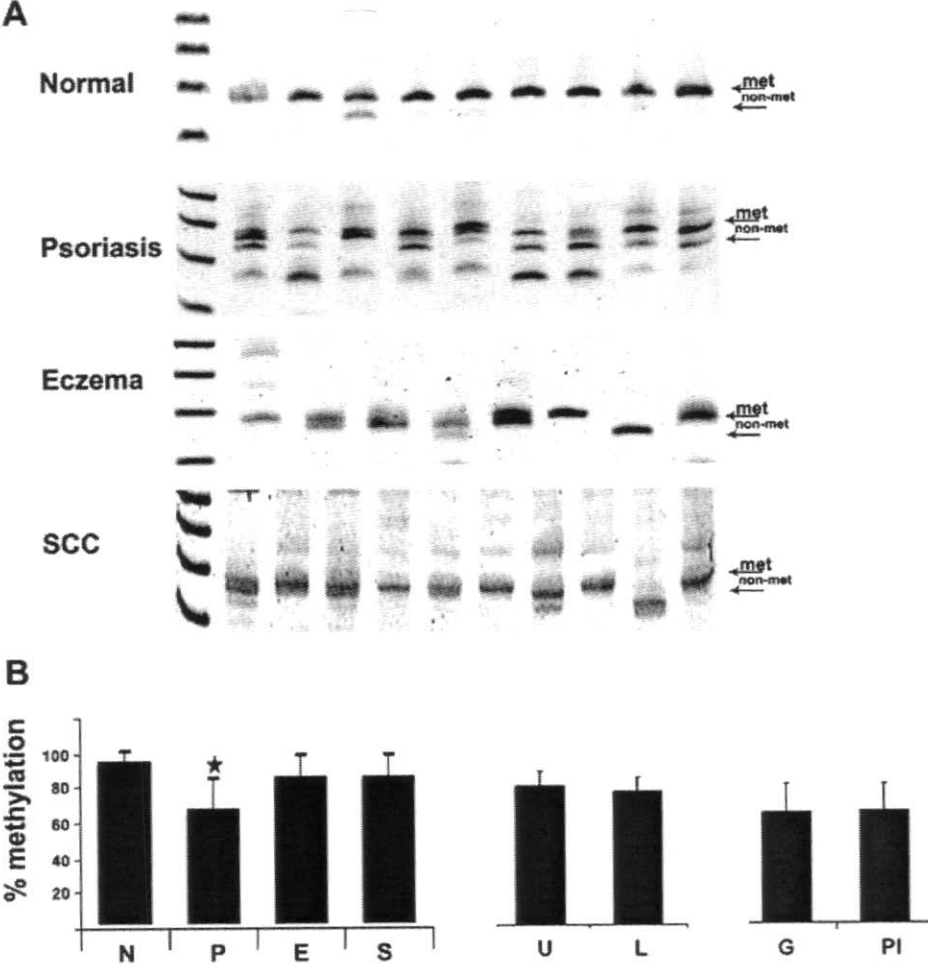 A
Normal
met
non-met
Psoriasis
met
non-met
Eczema
met
non-met
SCC
met
non-met
B
% methylation
100
80
60
40
20
★
N P E S U L G PI